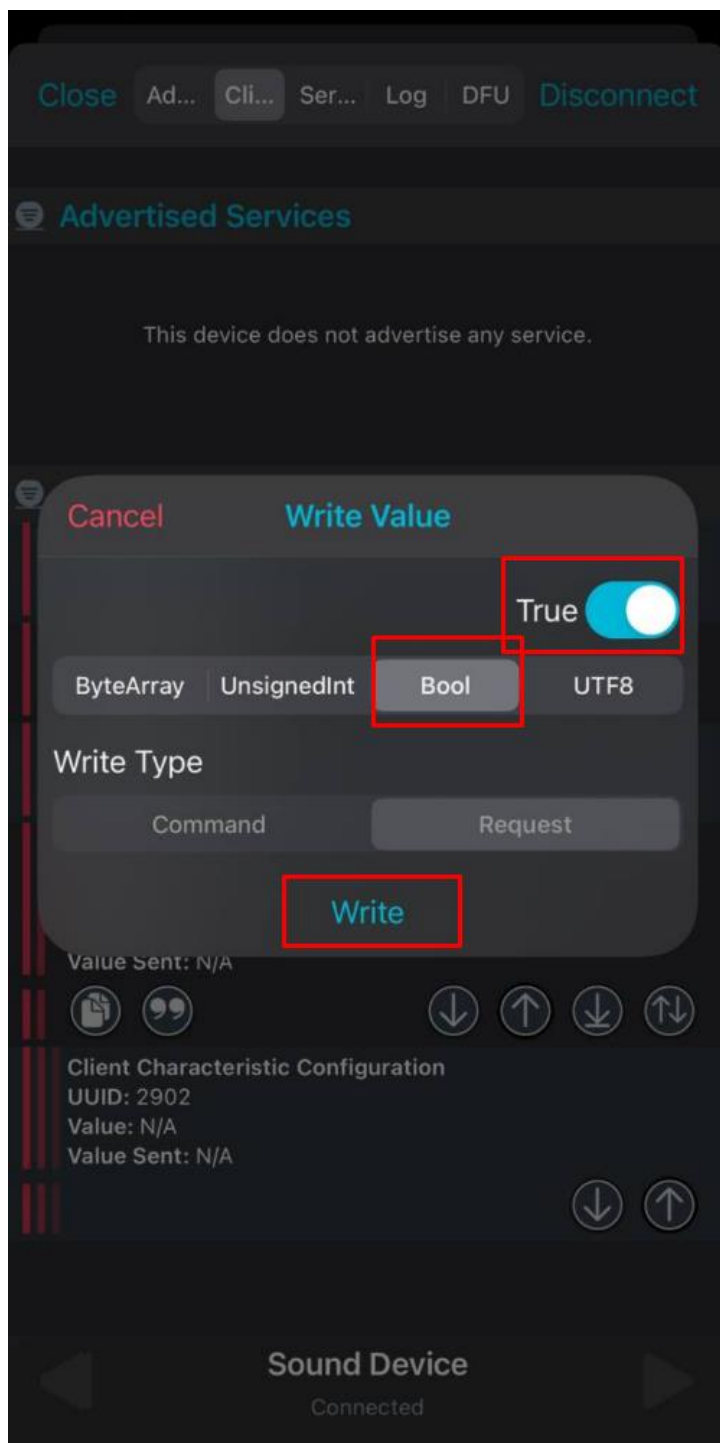 Close Ad... Cli... Ser... Log DFU Disconnect
Advertised Services
This device does not advertise any service.
Cancel Write Value
True
ByteArray UnsignedInt Bool UTF8
Write Type
Command Request
Write
Value Sent: N/A
Client Characteristic Configuration
UUID: 2902
Value: N/A
Value Sent: N/A
Sound Device
Connected